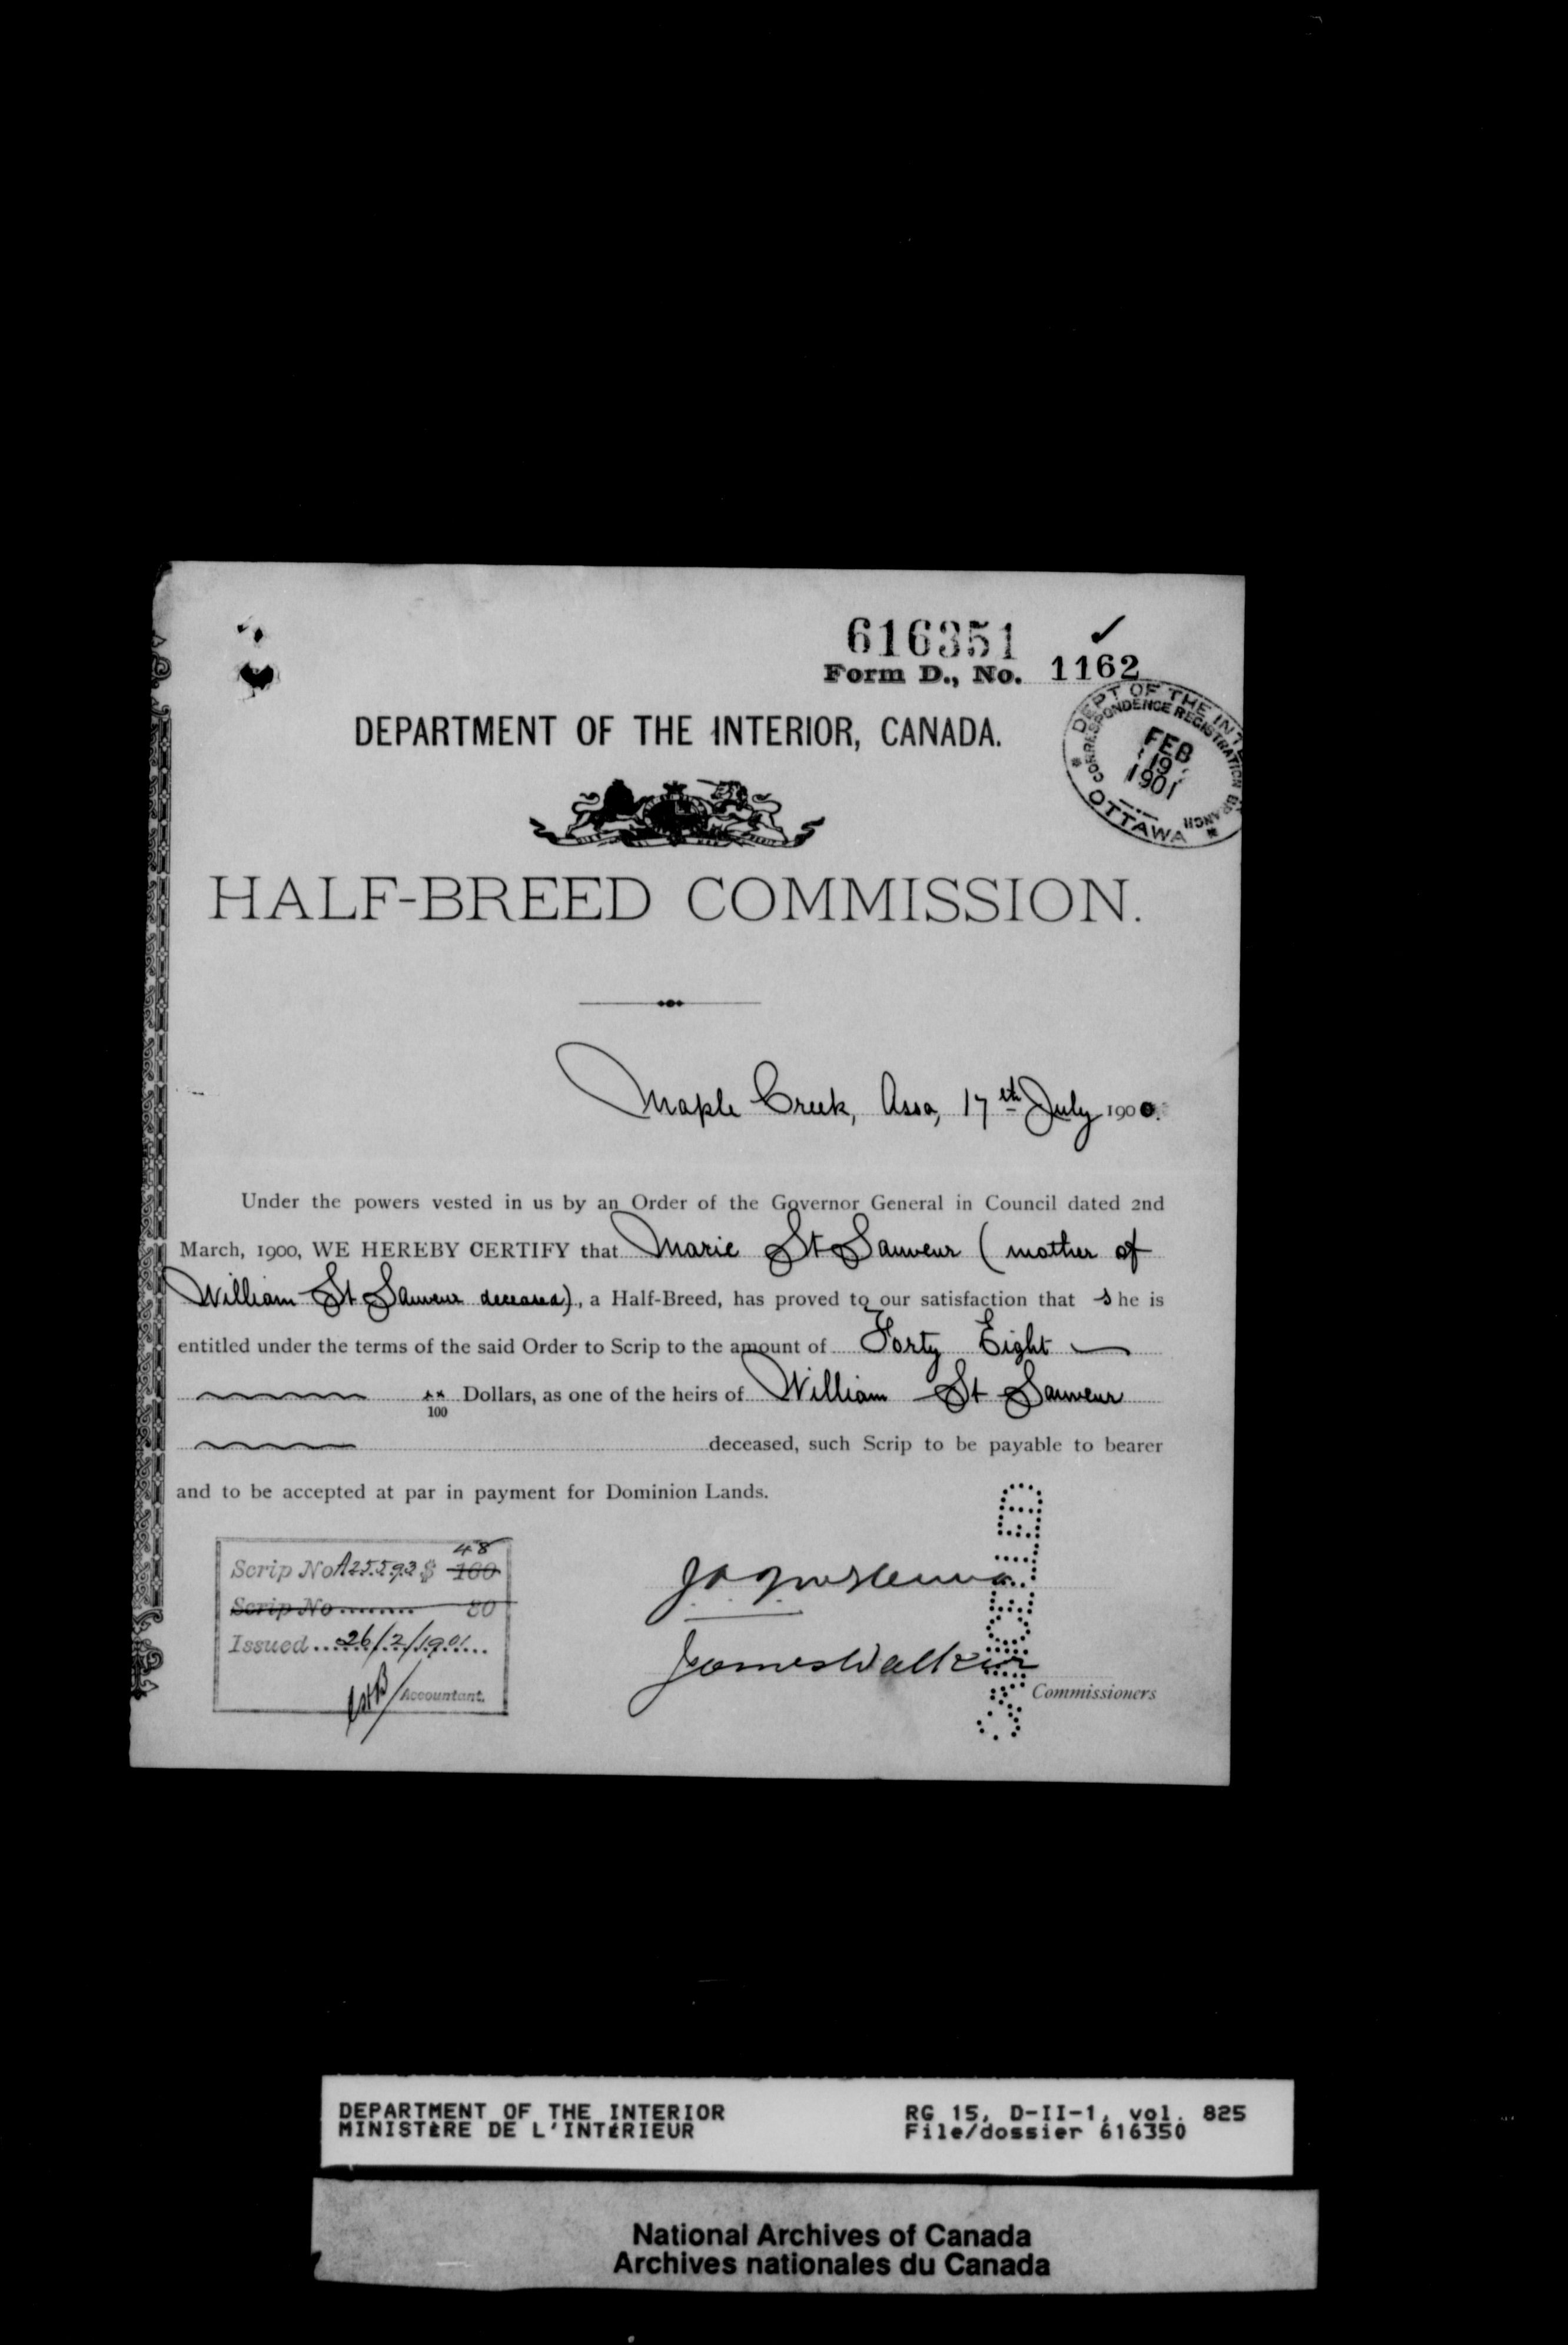 616351 ✓
Form D., No. 1162
DEPT OF THE INTE
CORRESPONDENCE REGISTRATION BRANCH
FEB
19
1901
OTTAWA
DEPARTMENT OF THE INTERIOR, CANADA.
HALF-BREED COMMISSION.
Maple Creek, Assa, 17th July 1900.
Under the powers vested in us by an Order of the Governor General in Council dated 2nd
March, 1900, WE HEREBY CERTIFY that Marie St Sauveur (mother of
William St Sauveur deceased), a Half-Breed, has proved to our satisfaction that she is
entitled under the terms of the said Order to Scrip to the amount of Forty Eight
xx/100 Dollars, as one of the heirs of William St Sauveur
deceased, such Scrip to be payable to bearer
and to be accepted at par in payment for Dominion Lands.
48
Scrip No A25593 $ 100
Scrip No ......... 80
Issued 26/2/1901
Accountant.
James Walker
Commissioners
CANCELLED
DEPARTMENT OF THE INTERIOR RG 15, D-II-1, vol. 825
MINISTÈRE DE L'INTÉRIEUR File/dossier 616350
National Archives of Canada
Archives nationales du Canada